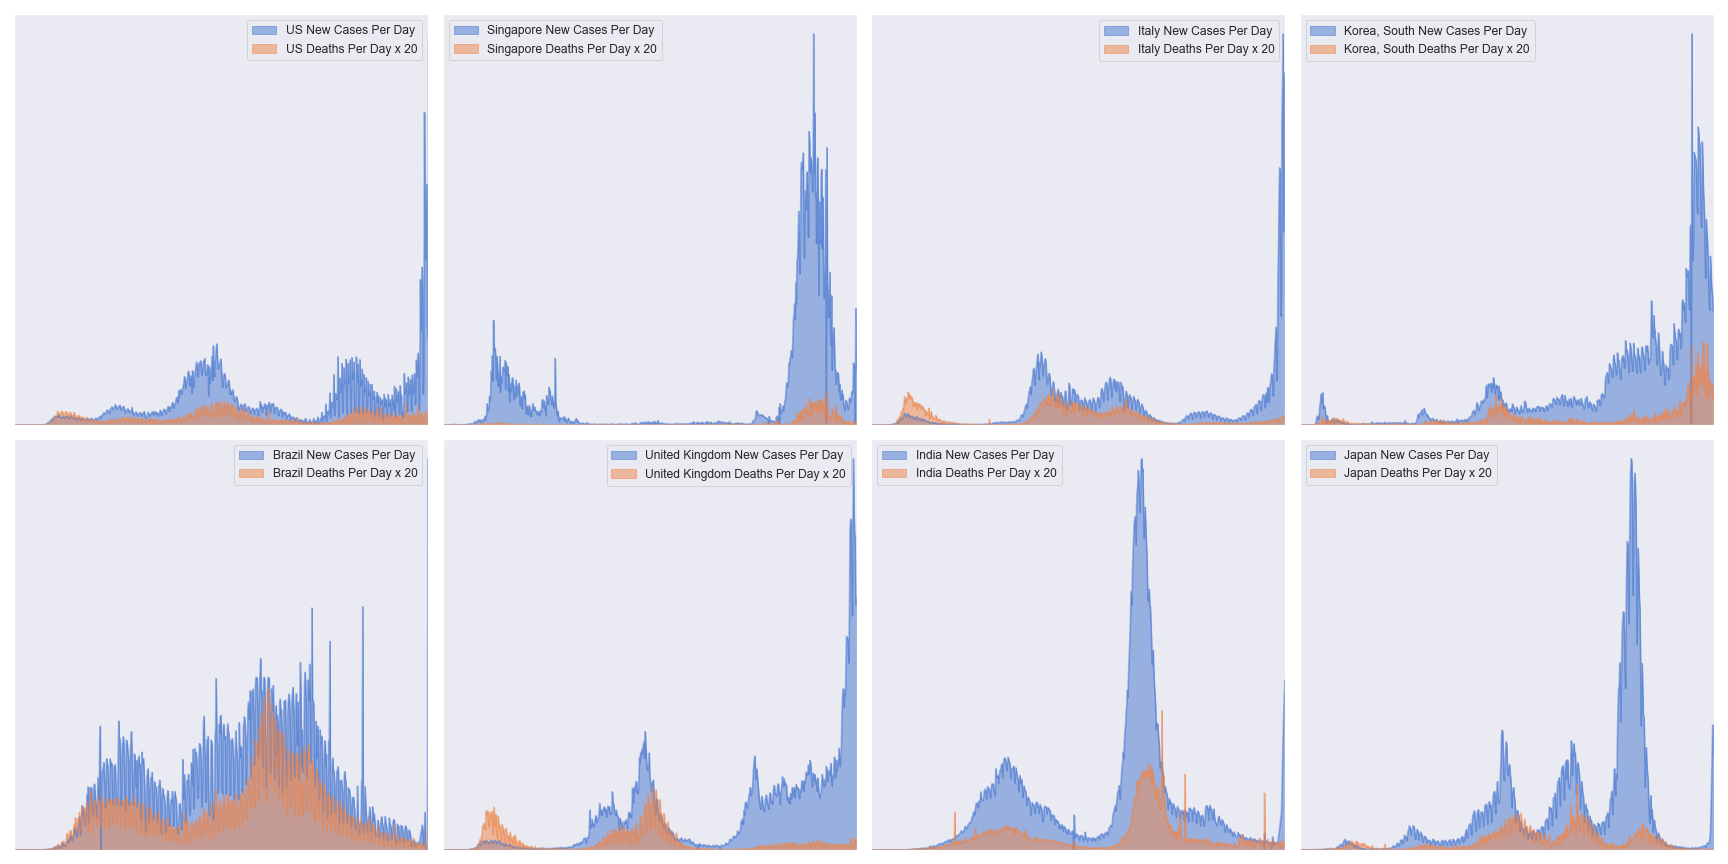 US New Cases Per Day
US Deaths Per Day x 20
Singapore New Cases Per Day
Singapore Deaths Per Day x 20
Italy New Cases Per Day
Italy Deaths Per Day x 20
Korea, South New Cases Per Day
Korea, South Deaths Per Day x 20
Brazil New Cases Per Day
Brazil Deaths Per Day x 20
United Kingdom New Cases Per Day
United Kingdom Deaths Per Day x 20
India New Cases Per Day
India Deaths Per Day x 20
Japan New Cases Per Day
Japan Deaths Per Day x 20